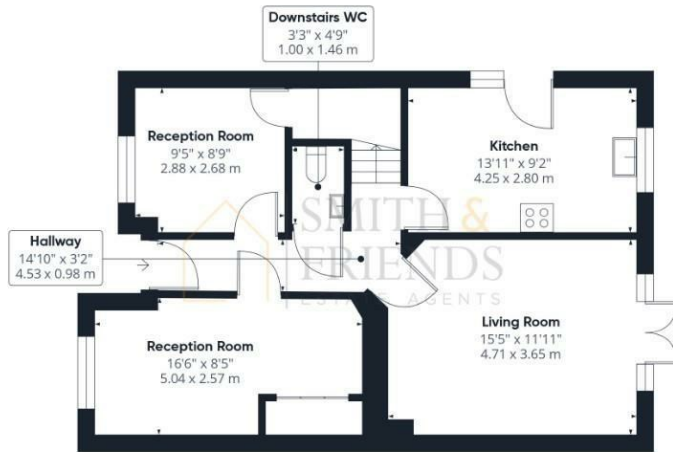 Downstairs WC
3'3" x 4'9"
1.00 x 1.46 m
Reception Room
9'5" x 8'9"
2.88 x 2.68 m
Kitchen
13'11" x 9'2"
4.25 x 2.80 m
Hallway
14'10" x 3'2"
4.53 x 0.98 m
SMITH &
FRIENDS
ESTATE AGENTS
Reception Room
16'6" x 8'5"
5.04 x 2.57 m
Living Room
15'5" x 11'11"
4.71 x 3.65 m